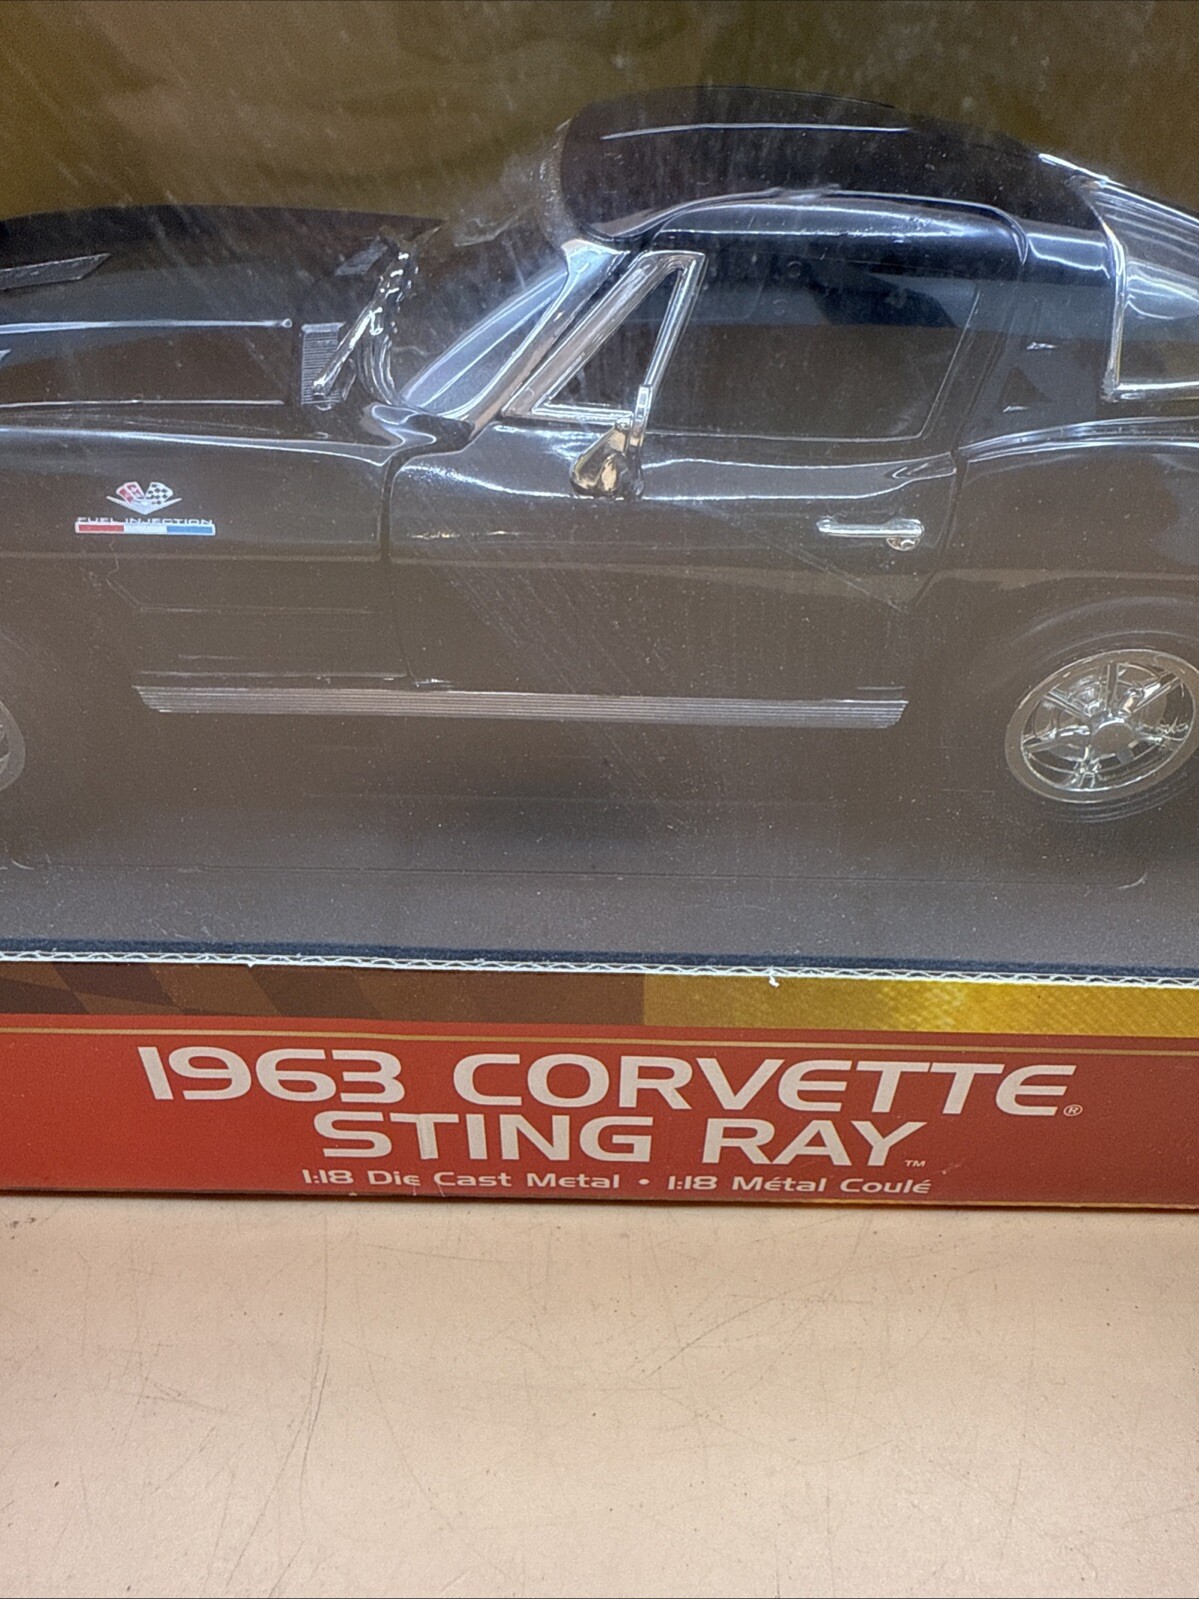 FUEL INJECTION
1963 CORVETTE®
STING RAY™
1:18 Die Cast Metal • 1:18 Métal Coulé